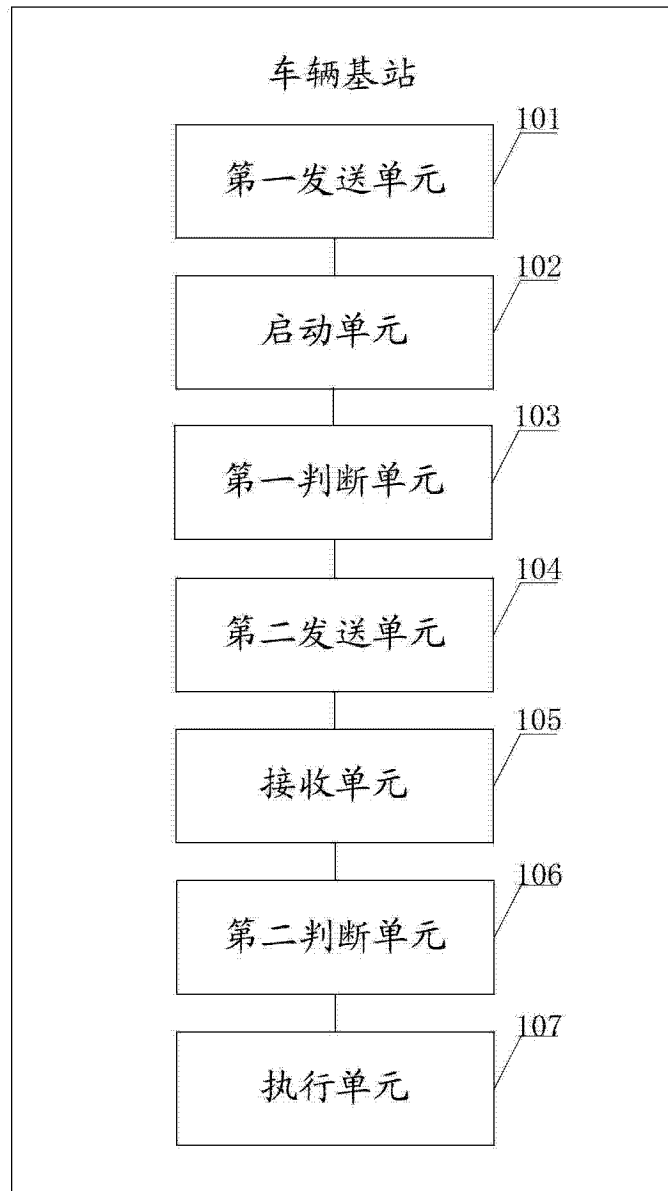 车辆基站
101
第一发送单元
102
启动单元
103
第一判断单元
104
第二发送单元
105
接收单元
106
第二判断单元
107
执行单元